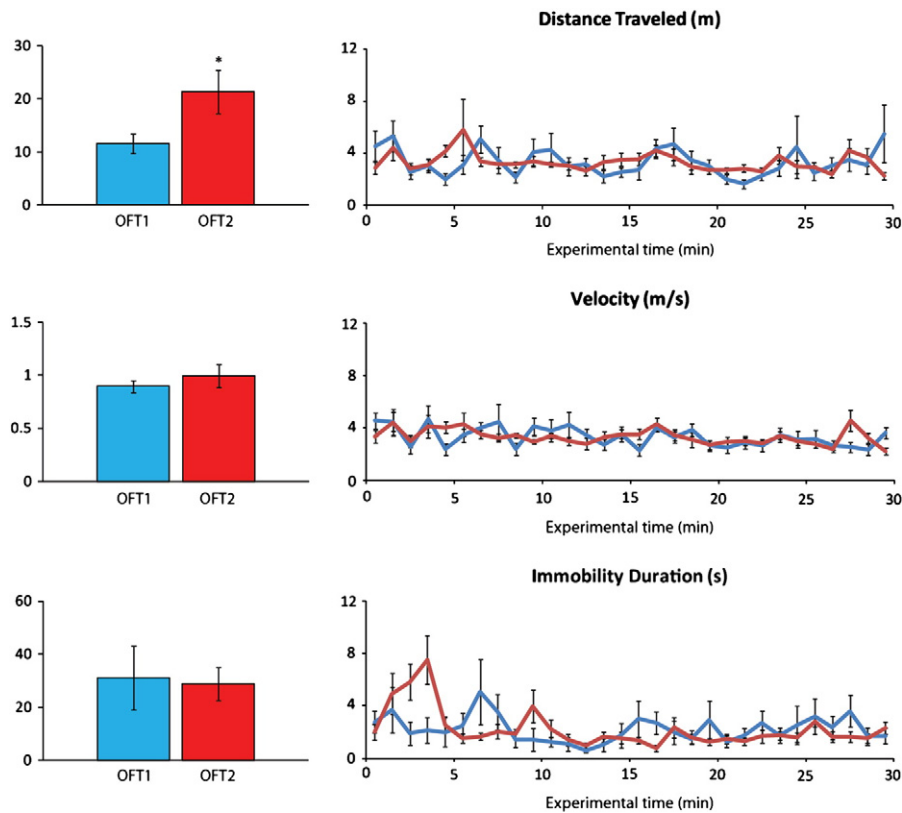 Distance Traveled (m)
30
20
10
0
*
OFT1
OFT2
12
8
4
0
0 5 10 15 20 25 30
Experimental time (min)
Velocity (m/s)
1.5
1
0.5
0
OFT1
OFT2
12
8
4
0
0 5 10 15 20 25 30
Experimental time (min)
Immobility Duration (s)
60
40
20
0
OFT1
OFT2
12
8
4
0
0 5 10 15 20 25 30
Experimental time (min)